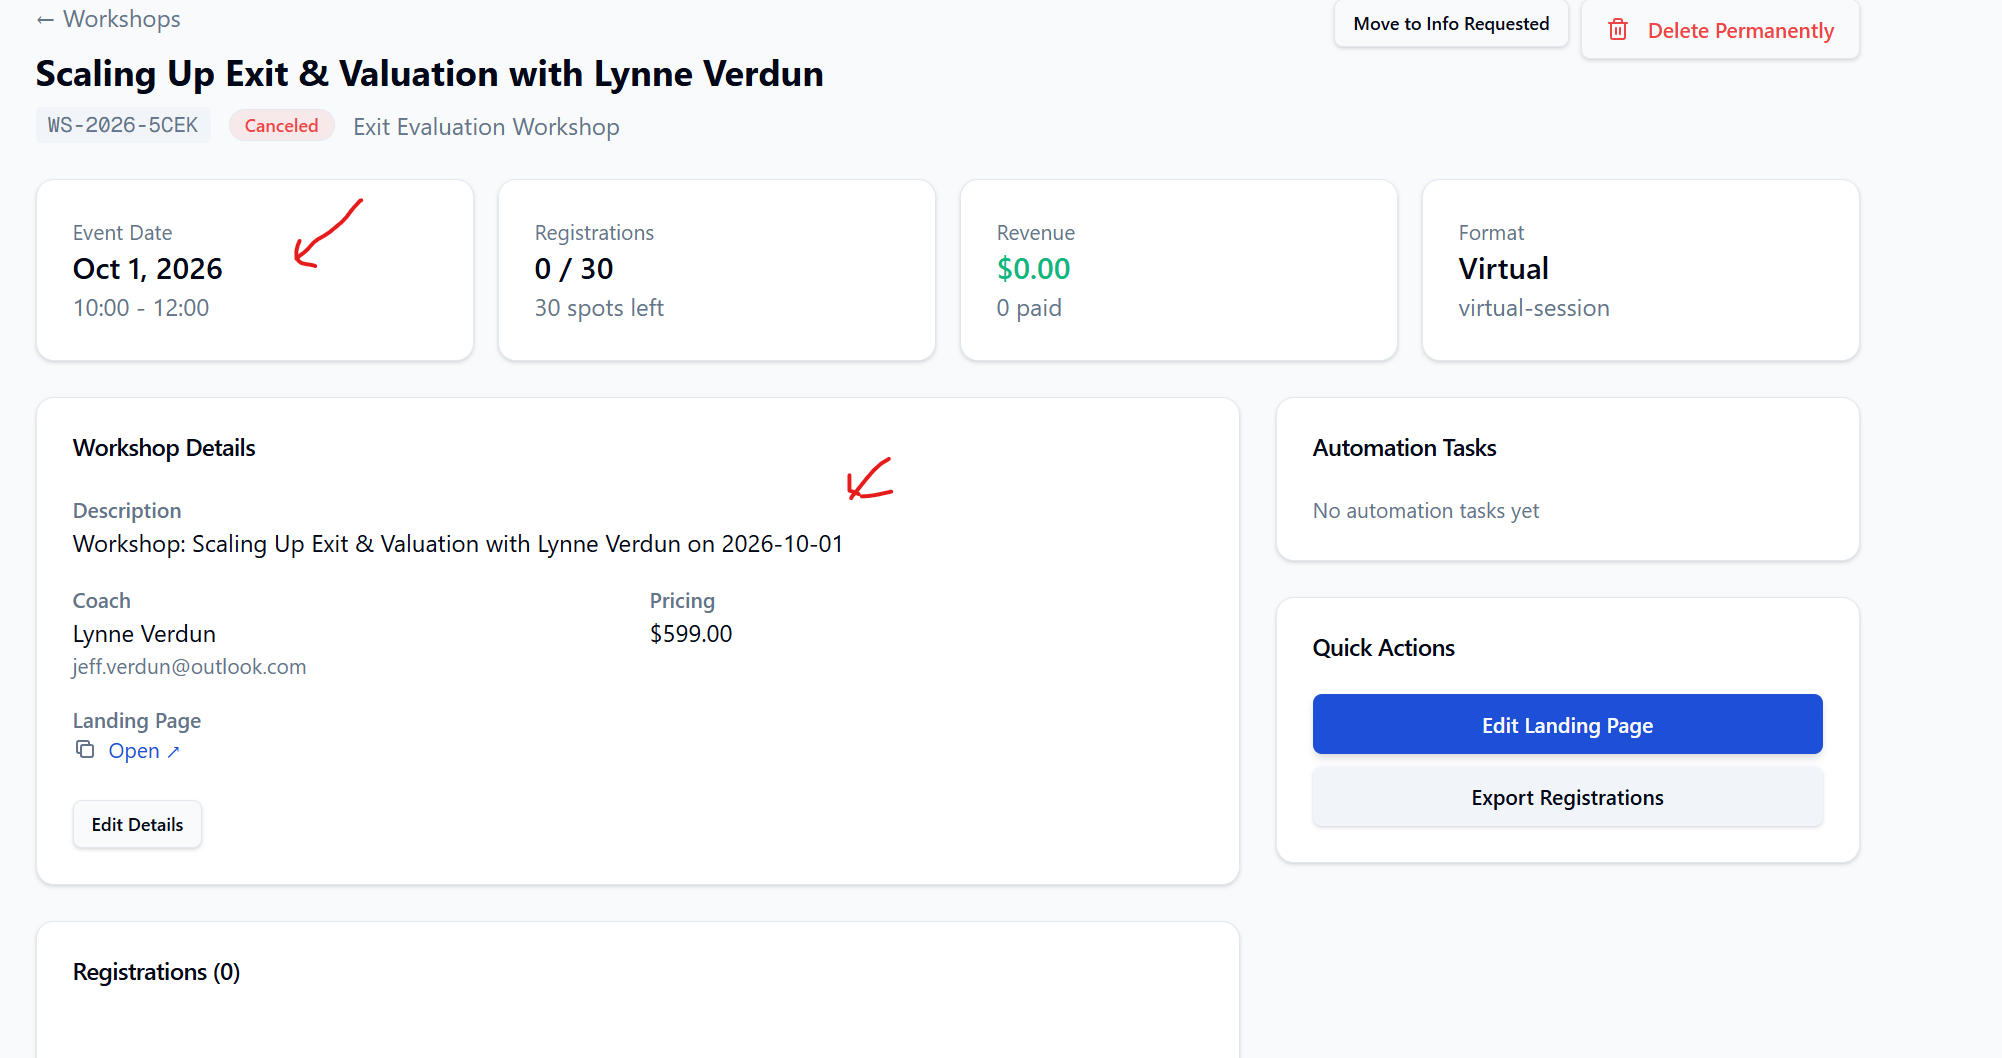 ← Workshops
Move to Info Requested
Delete Permanently
Scaling Up Exit & Valuation with Lynne Verdun
WS-2026-5CEK Canceled Exit Evaluation Workshop
Event Date
Oct 1, 2026
10:00 - 12:00
Registrations
0 / 30
30 spots left
Revenue
$0.00
0 paid
Format
Virtual
virtual-session
Workshop Details
Description
Workshop: Scaling Up Exit & Valuation with Lynne Verdun on 2026-10-01
Coach
Lynne Verdun
jeff.verdun@outlook.com
Pricing
$599.00
Landing Page
Open ↗
Edit Details
Automation Tasks
No automation tasks yet
Quick Actions
Edit Landing Page
Export Registrations
Registrations (0)